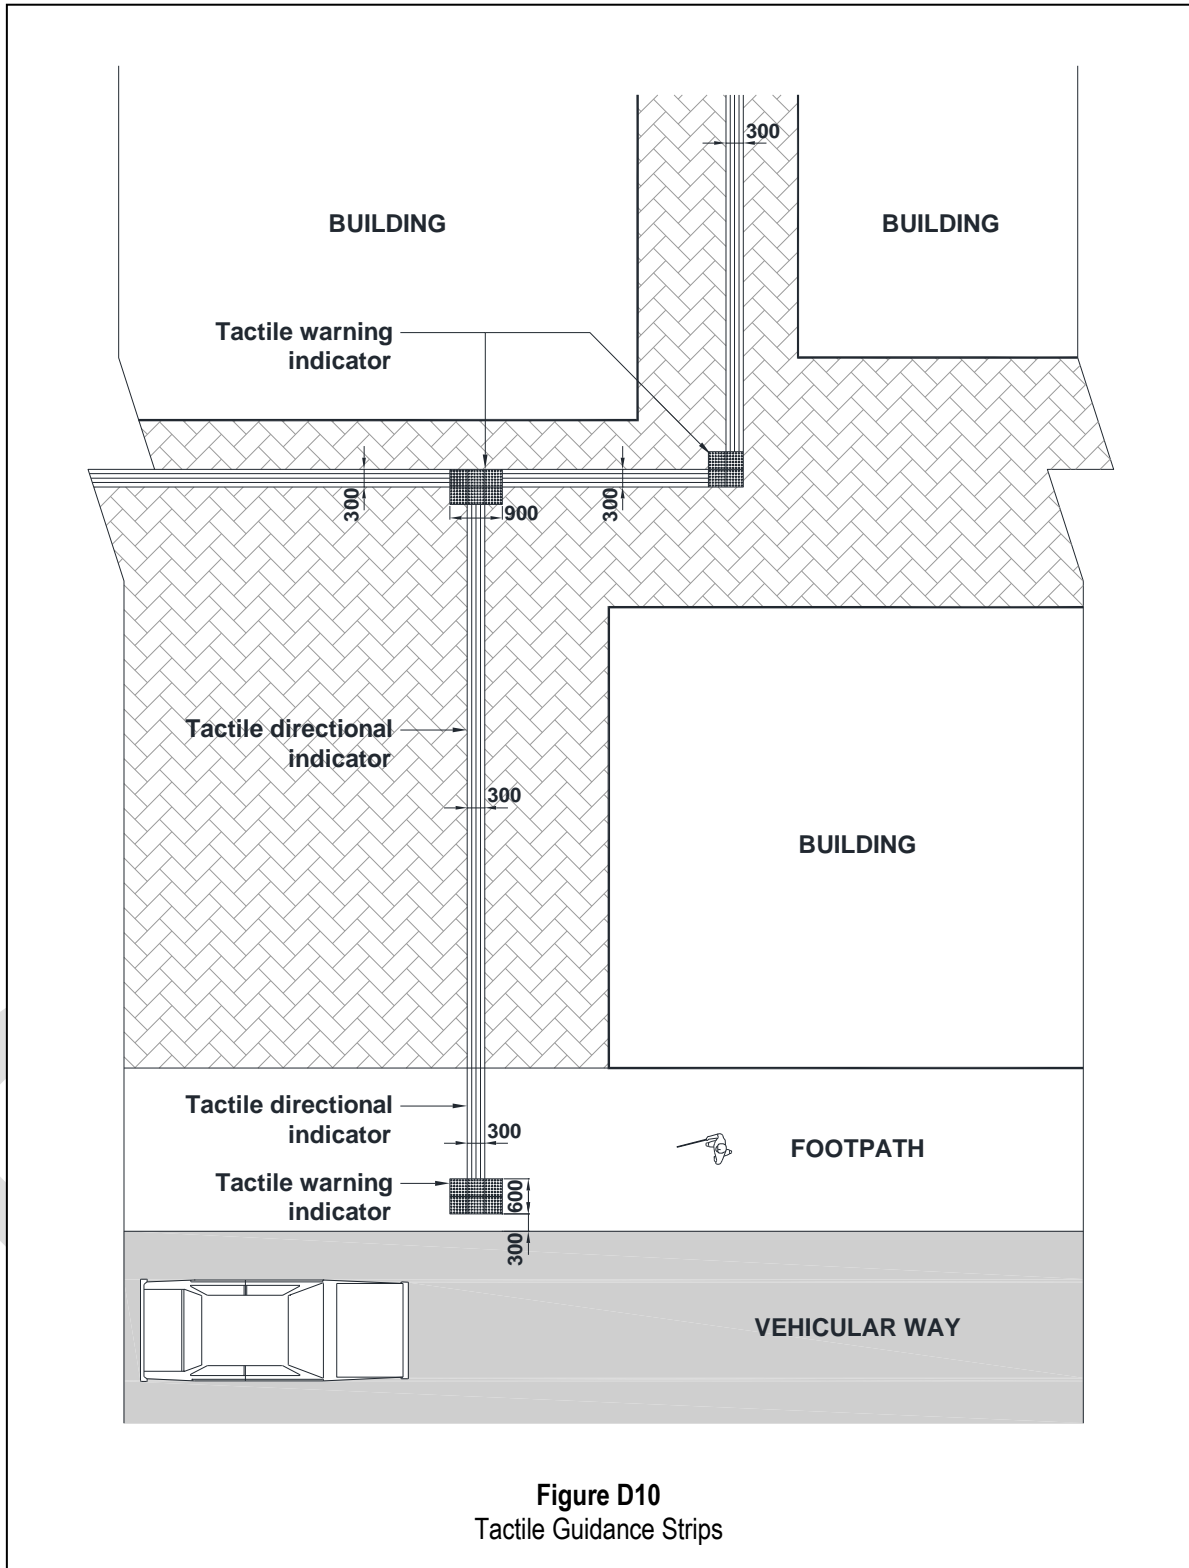 300
BUILDING
BUILDING
Tactile warning
indicator
300
900
300
Tactile directional
indicator
300
BUILDING
Tactile directional
indicator
300
FOOTPATH
Tactile warning
indicator
600
300
VEHICULAR WAY
Figure D10
Tactile Guidance Strips